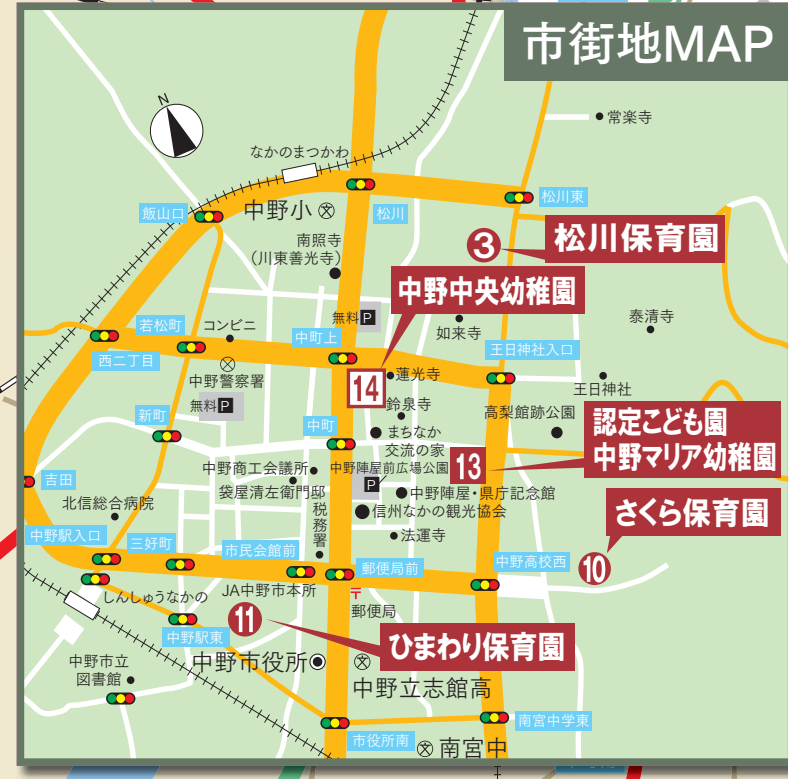 市街地MAP
N
常楽寺
なかのまつかわ
飯山口
中野小
松川
松川東
南照寺
(川東善光寺)
3
松川保育園
中野中央幼稚園
若松町
コンビニ
中町上
無料P
如来寺
泰清寺
西二丁目
中野警察署
無料P
14
蓮光寺
王日神社入口
王日神社
新町
中町
鈴泉寺
まちなか
交流の家
高梨館跡公園
認定こども園
中野マリア幼稚園
13
吉田
中野商工会議所
中野陣屋前広場公園
袋屋清左衛門邸
P
中野陣屋・県庁記念館
北信総合病院
税務署
信州なかの観光協会
さくら保育園
中野駅入口
三好町
市民会館前
法運寺
郵便局前
中野高校西
10
しんしゅうなかの
JA中野市本所
〒
郵便局
11
中野駅東
ひまわり保育園
中野市立
図書館
中野市役所
中野立志館高
市役所南
南宮中
南宮中学東